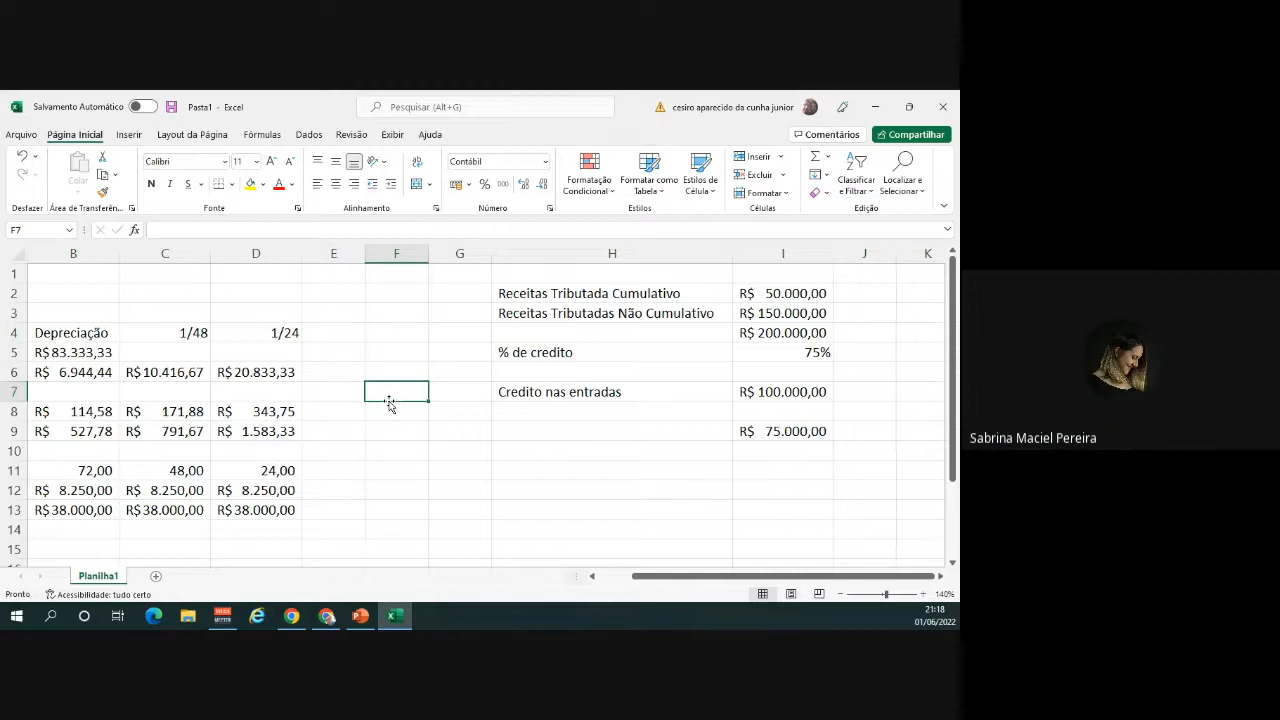 Salvamento Automático
Pasta1 - Excel
Pesquisar (Alt+G)
cesiro aparecido da cunha junior
Arquivo Página Inicial Inserir Layout da Página Fórmulas Dados Revisão Exibir Ajuda
Comentários Compartilhar
Colar
Calibri 11
N I S
Contábil
% 000
Formatação Condicional
Formatar como Tabela
Estilos de Célula
Inserir
Excluir
Formatar
Classificar e Filtrar
Localizar e Selecionar
Desfazer Área de Transferên... Fonte Alinhamento Número Estilos Células Edição
F7 fx
B C D E F G H I J K
1
2 Receitas Tributada Cumulativo R$ 50.000,00
3 Receitas Tributadas Não Cumulativo R$ 150.000,00
4 Depreciação 1/48 1/24 R$ 200.000,00
5 R$ 83.333,33 % de credito 75%
6 R$ 6.944,44 R$ 10.416,67 R$ 20.833,33
7 Credito nas entradas R$ 100.000,00
8 R$ 114,58 R$ 171,88 R$ 343,75
9 R$ 527,78 R$ 791,67 R$ 1.583,33 R$ 75.000,00
10
11 72,00 48,00 24,00
12 R$ 8.250,00 R$ 8.250,00 R$ 8.250,00
13 R$ 38.000,00 R$ 38.000,00 R$ 38.000,00
14
15
Planilha1
Pronto Acessibilidade: tudo certo 140%
21:18
01/06/2022
Sabrina Maciel Pereira